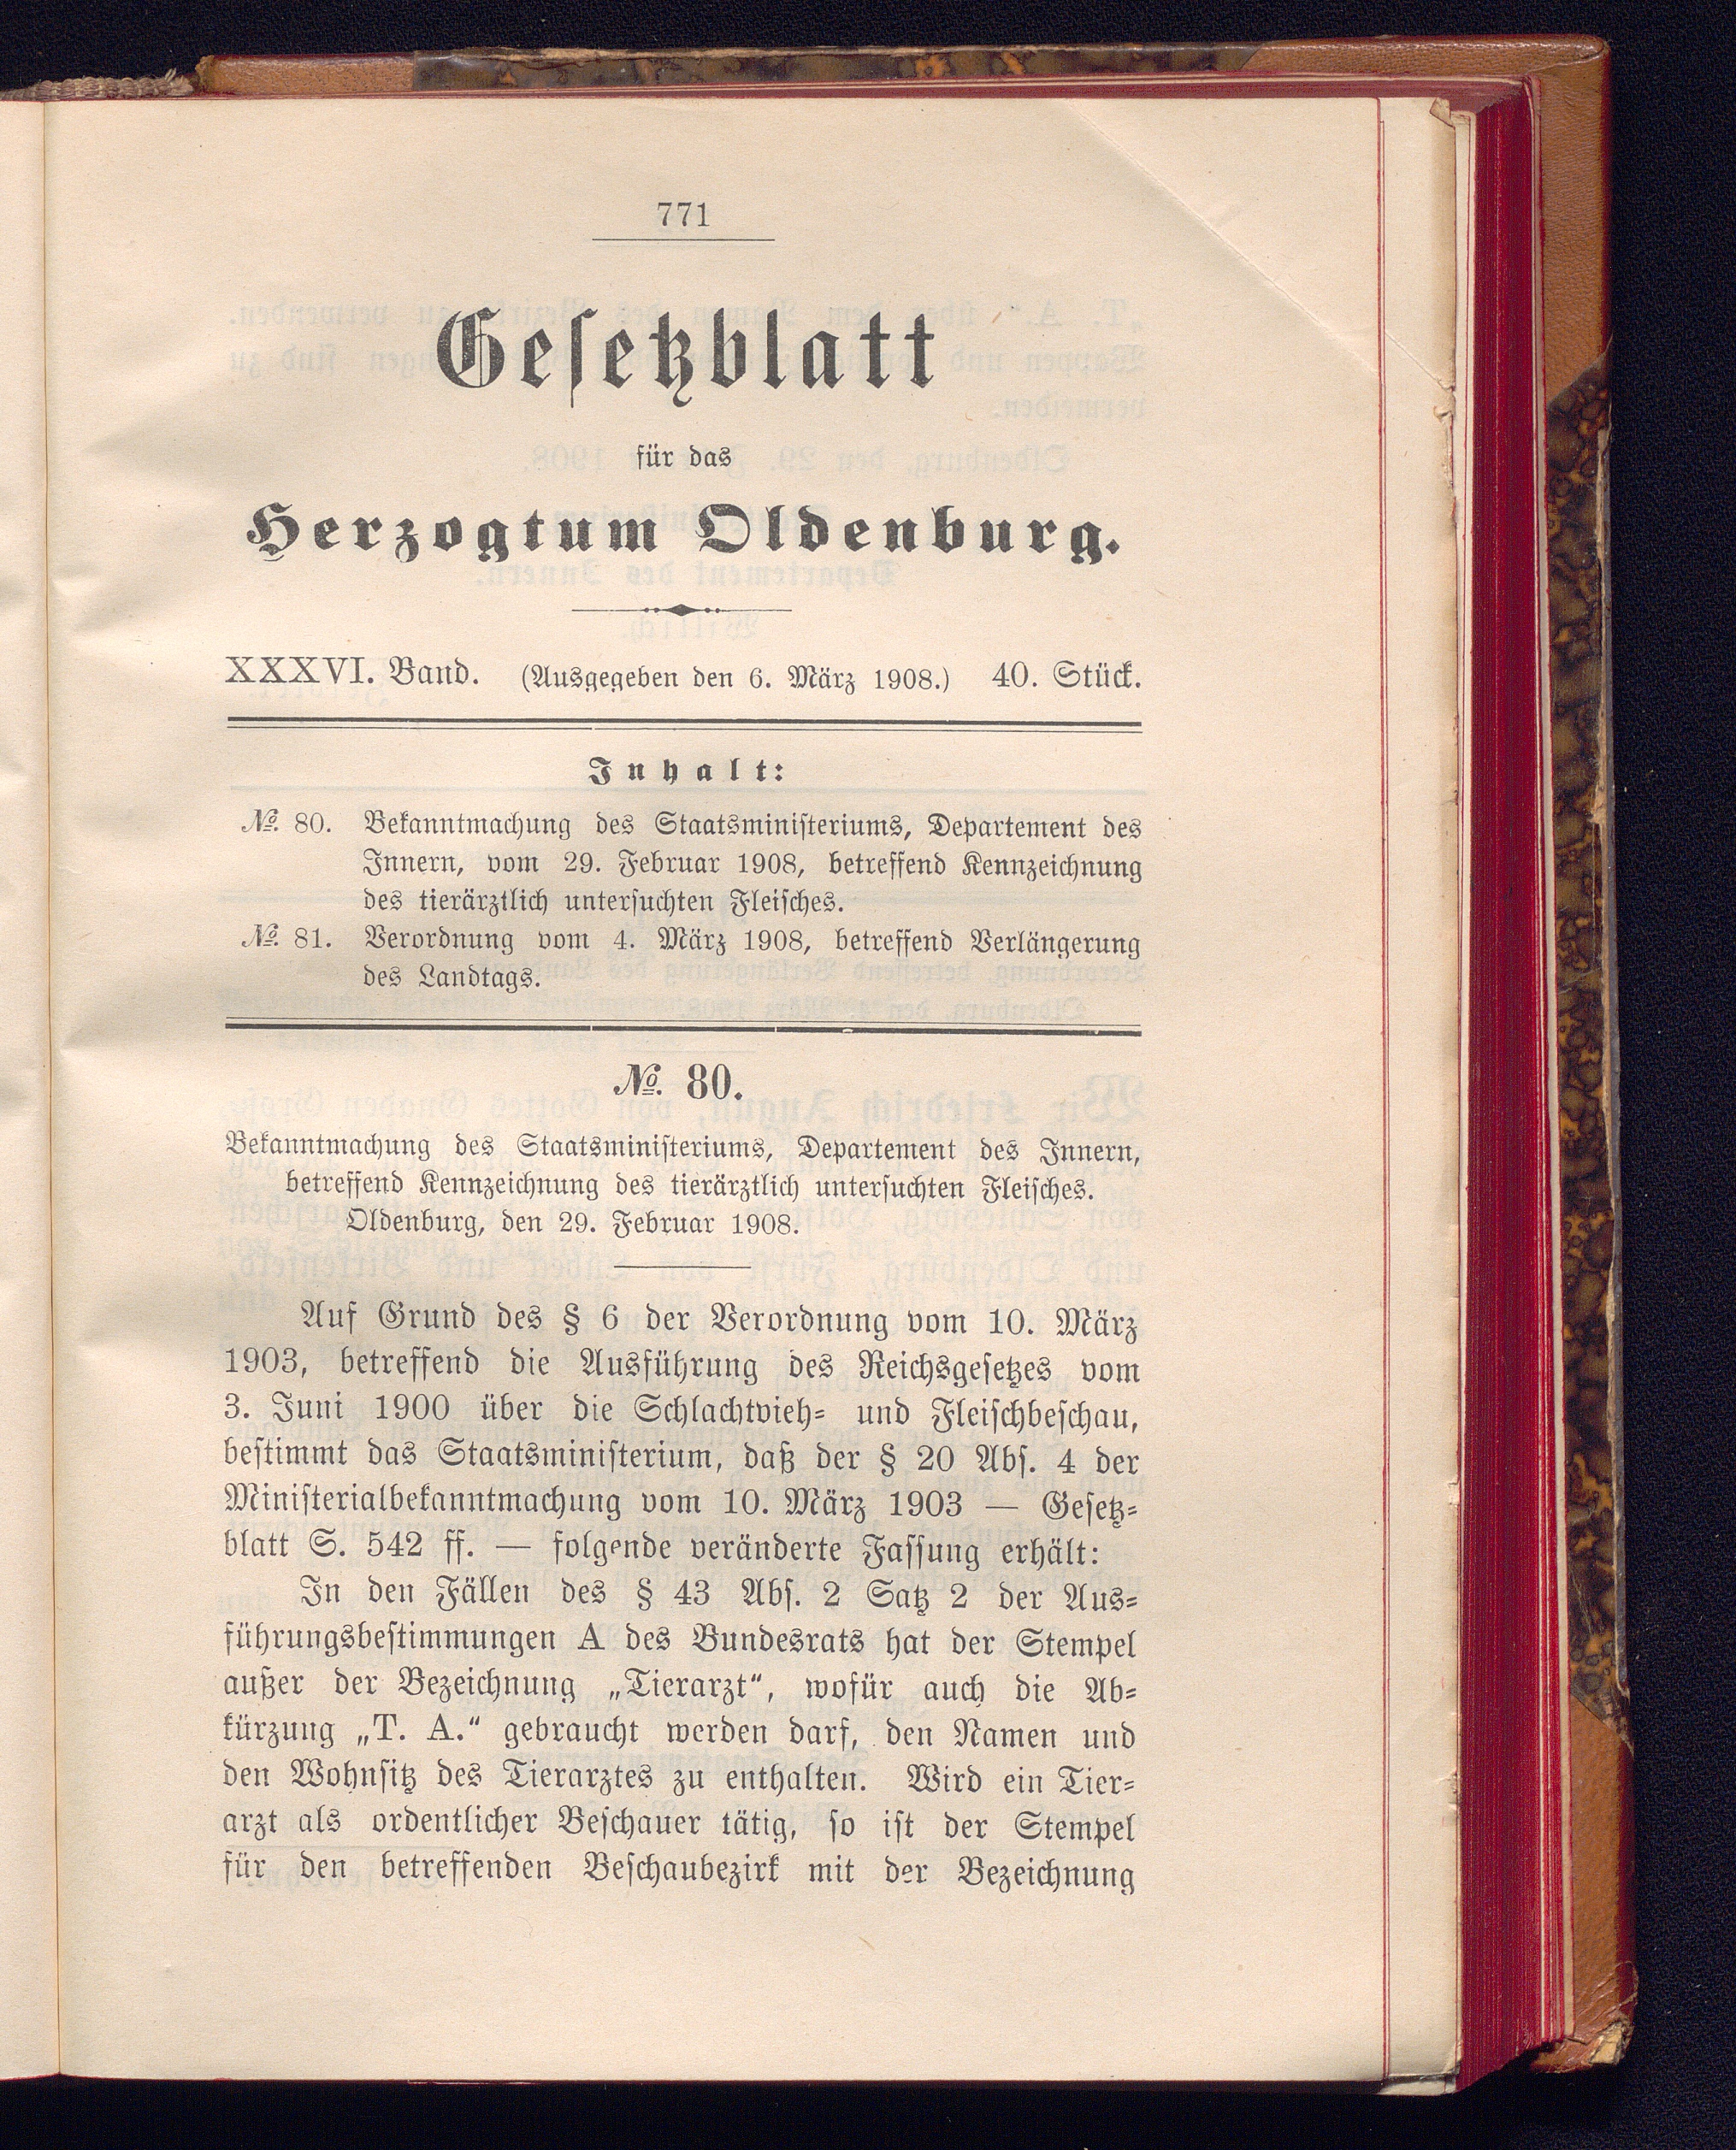 771
Gesetzblatt
für das
Herzogtum Oldenburg.
XXXVI. Band. (Ausgegeben den 6. März 1908.) 40. Stück.
Inhalt:
№. 80. Bekanntmachung des Staatsministeriums, Departement des
Innern, vom 29. Februar 1908, betreffend Kennzeichnung
des tierärztlich untersuchten Fleisches.
№. 81. Verordnung vom 4. März 1908, betreffend Verlängerung
des Landtags.
№. 80.
Bekanntmachung des Staatsministeriums, Departement des Innern,
betreffend Kennzeichnung des tierärztlich untersuchten Fleisches.
Oldenburg, den 29. Februar 1908.
Auf Grund des § 6 der Verordnung vom 10. März
1903, betreffend die Ausführung des Reichsgesetzes vom
3. Juni 1900 über die Schlachtvieh- und Fleischbeschau,
bestimmt das Staatsministerium, daß der § 20 Abs. 4 der
Ministerialbekanntmachung vom 10. März 1903 — Gesetz-
blatt S. 542 ff. — folgende veränderte Fassung erhält:
In den Fällen des § 43 Abs. 2 Satz 2 der Aus-
führungsbestimmungen A des Bundesrats hat der Stempel
außer der Bezeichnung „Tierarzt“, wofür auch die Ab-
kürzung „T. A.“ gebraucht werden darf, den Namen und
den Wohnsitz des Tierarztes zu enthalten. Wird ein Tier-
arzt als ordentlicher Beschauer tätig, so ist der Stempel
für den betreffenden Beschaubezirk mit der Bezeichnung